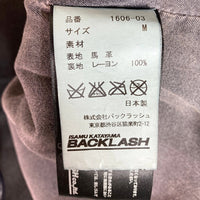 品番 1606-03
サイズ M
素材
表地 馬革
裏地 レーヨン 100%
日本製
株式会社バックラッシュ
東京都渋谷区猿楽町2-12
ISAMU KATAYAMA
BACKLASH